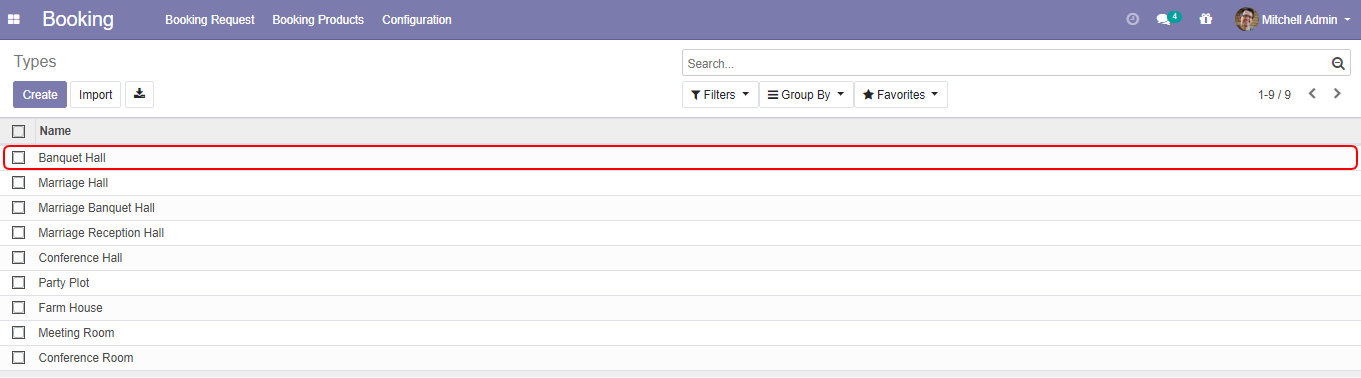 Booking Booking Request Booking Products Configuration 4 Mitchell Admin
Types Search...
Create Import Filters Group By Favorites 1-9 / 9
Name
Banquet Hall
Marriage Hall
Marriage Banquet Hall
Marriage Reception Hall
Conference Hall
Party Plot
Farm House
Meeting Room
Conference Room